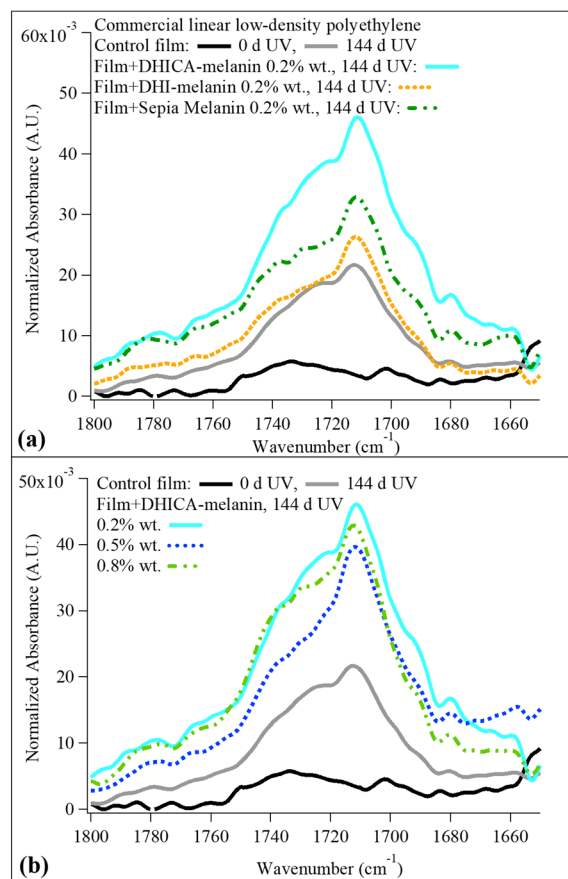 Commercial linear low-density polyethylene
Control film: 0 d UV, 144 d UV
Film+DHICA-melanin 0.2% wt., 144 d UV:
Film+DHI-melanin 0.2% wt., 144 d UV:
Film+Sepia Melanin 0.2% wt., 144 d UV:
60x10⁻³
50
40
30
20
10
0
Normalized Absorbance (A.U.)
1800 1780 1760 1740 1720 1700 1680 1660
Wavenumber (cm⁻¹)
(a)
Control film: 0 d UV, 144 d UV
Film+DHICA-melanin, 144 d UV
0.2% wt.
0.5% wt.
0.8% wt.
50x10⁻³
40
30
20
10
0
Normalized Absorbance (A.U.)
1800 1780 1760 1740 1720 1700 1680 1660
Wavenumber (cm⁻¹)
(b)